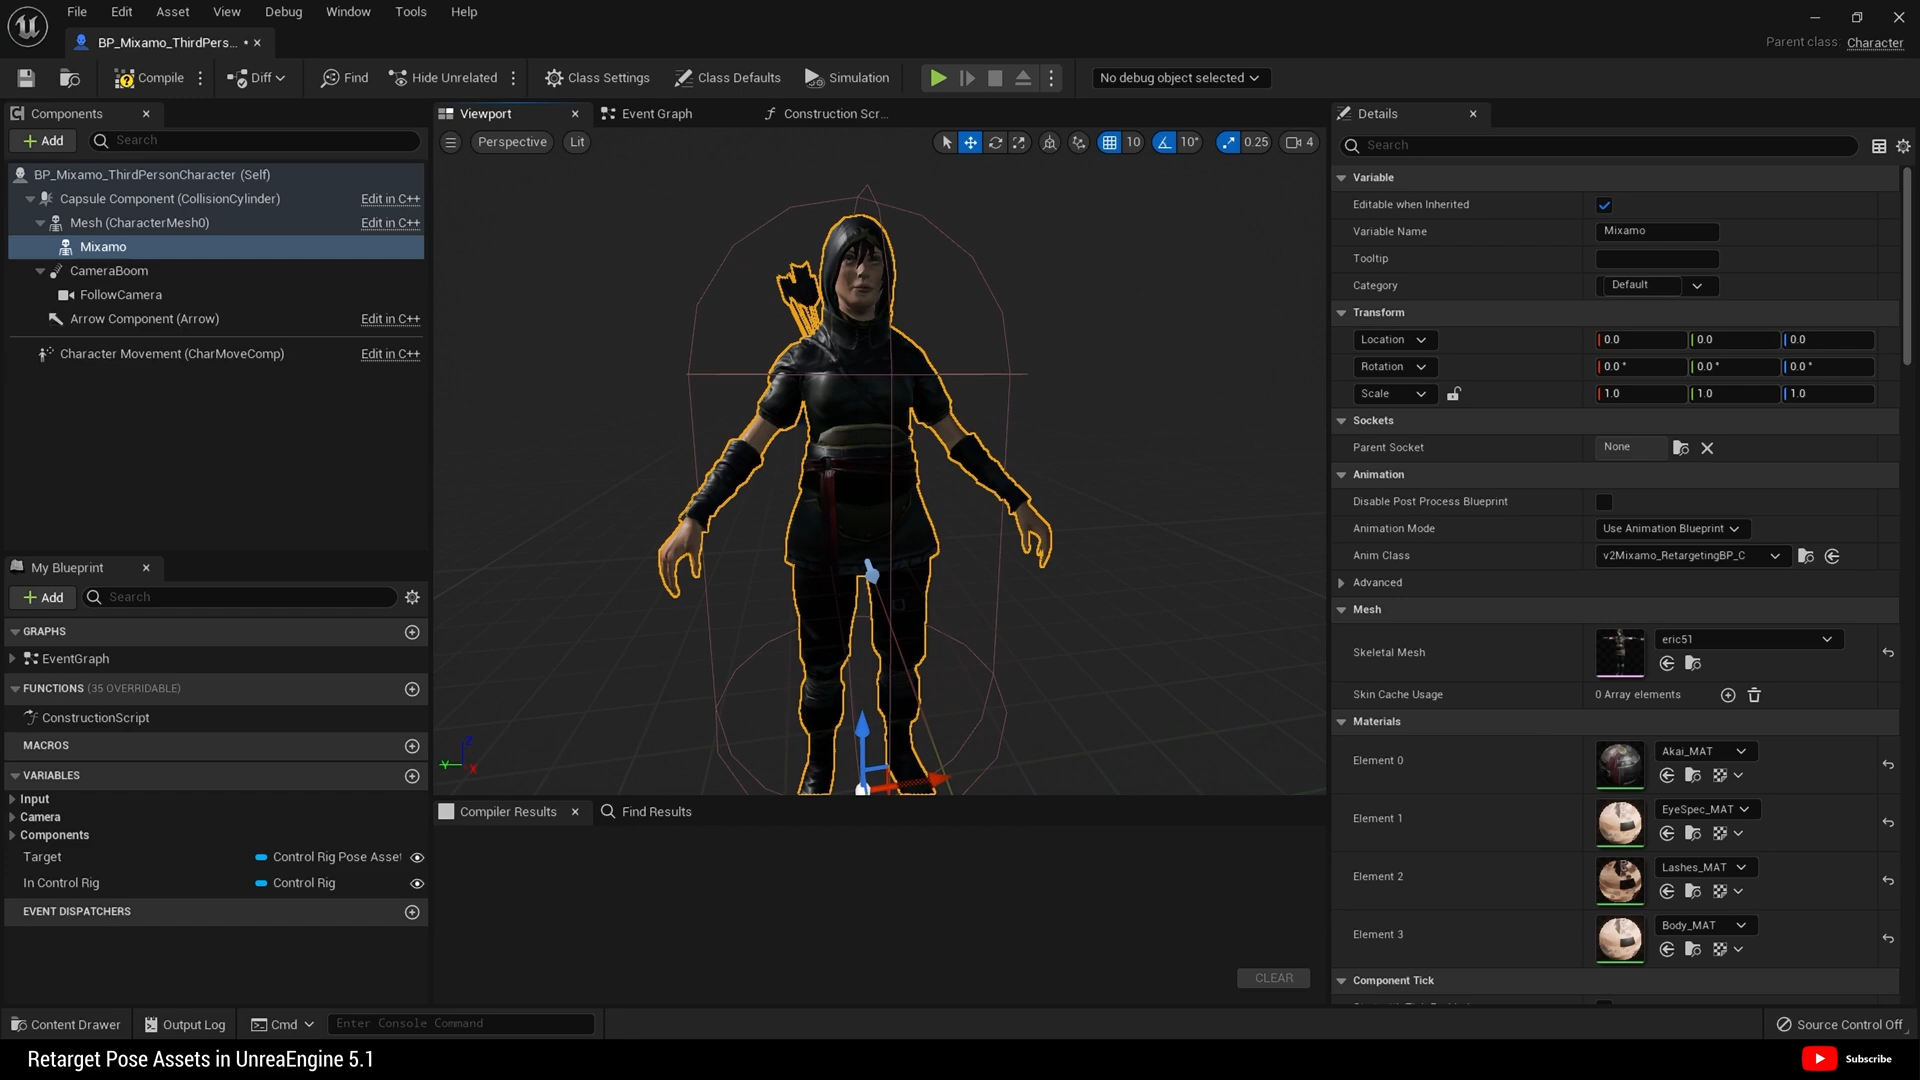 File Edit Asset View Debug Window Tools Help
BP_Mixamo_ThirdPers...
Parent class: Character
Compile Diff Find Hide Unrelated Class Settings Class Defaults Simulation No debug object selected
Components
Add Search
BP_Mixamo_ThirdPersonCharacter (Self)
Capsule Component (CollisionCylinder) Edit in C++
Mesh (CharacterMesh0) Edit in C++
Mixamo
CameraBoom
FollowCamera
Arrow Component (Arrow) Edit in C++
Character Movement (CharMoveComp) Edit in C++
My Blueprint
Add Search
GRAPHS
EventGraph
FUNCTIONS (35 OVERRIDABLE)
ConstructionScript
MACROS
VARIABLES
Input
Camera
Components
Target Control Rig Pose Asset
In Control Rig Control Rig
EVENT DISPATCHERS
Viewport Event Graph Construction Scr...
Perspective Lit 10 10° 0.25 4
Z
Y X
Compiler Results Find Results
CLEAR
Details
Search
Variable
Editable when Inherited
Variable Name Mixamo
Tooltip
Category Default
Transform
Location 0.0 0.0 0.0
Rotation 0.0 ° 0.0 ° 0.0 °
Scale 1.0 1.0 1.0
Sockets
Parent Socket None
Animation
Disable Post Process Blueprint
Animation Mode Use Animation Blueprint
Anim Class v2Mixamo_RetargetingBP_C
Advanced
Mesh
Skeletal Mesh eric51
Skin Cache Usage 0 Array elements
Materials
Element 0 Akai_MAT
Element 1 EyeSpec_MAT
Element 2 Lashes_MAT
Element 3 Body_MAT
Component Tick
Content Drawer Output Log Cmd Enter Console Command Source Control Off
Retarget Pose Assets in UnreaEngine 5.1
Subscribe